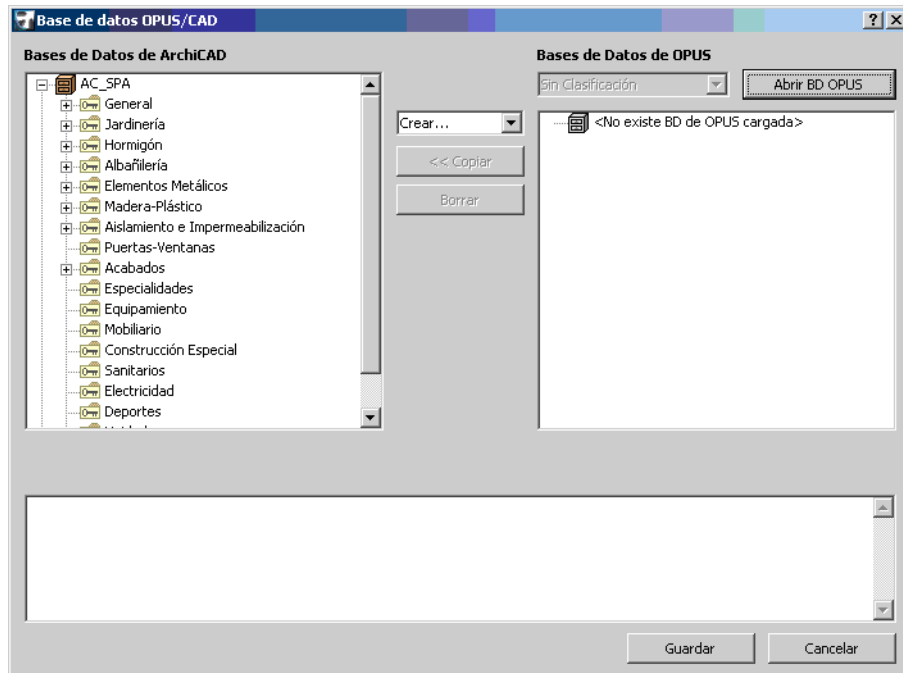 Base de datos OPUS/CAD
Bases de Datos de ArchiCAD
AC_SPA
General
Jardinería
Hormigón
Albañilería
Elementos Metálicos
Madera-Plástico
Aislamiento e Impermeabilización
Puertas-Ventanas
Acabados
Especialidades
Equipamiento
Mobiliario
Construcción Especial
Sanitarios
Electricidad
Deportes
Crear...
<< Copiar
Borrar
Bases de Datos de OPUS
Sin Clasificación
Abrir BD OPUS
<No existe BD de OPUS cargada>
Guardar
Cancelar